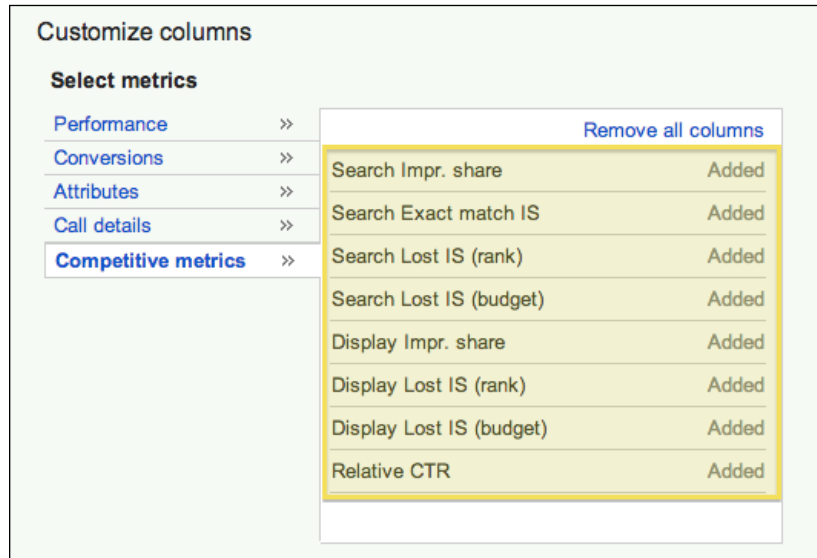 Customize columns
Select metrics
Performance »
Conversions »
Attributes »
Call details »
Competitive metrics »
Remove all columns
Search Impr. share Added
Search Exact match IS Added
Search Lost IS (rank) Added
Search Lost IS (budget) Added
Display Impr. share Added
Display Lost IS (rank) Added
Display Lost IS (budget) Added
Relative CTR Added